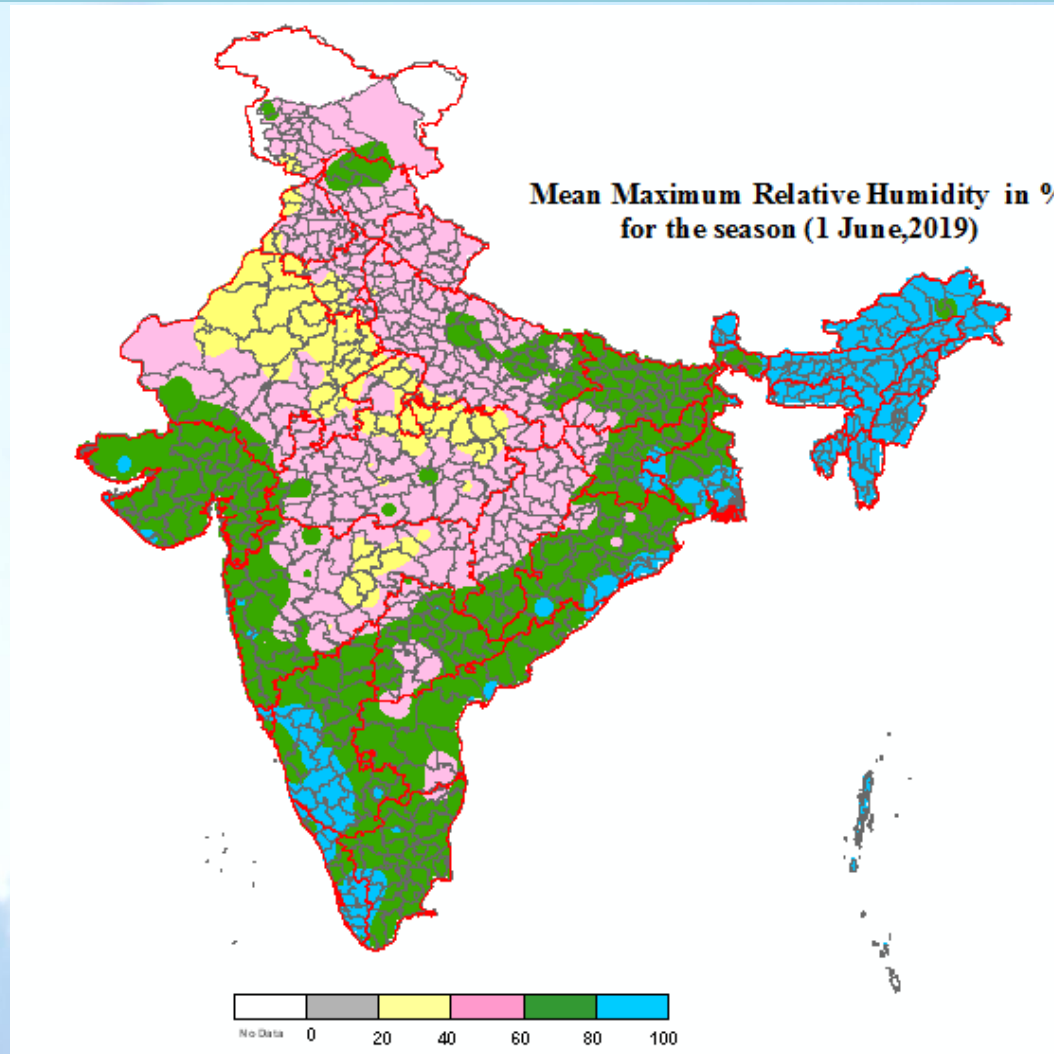 Mean Maximum Relative Humidity in %
for the season (1 June,2019)
No Data 0 20 40 60 80 100